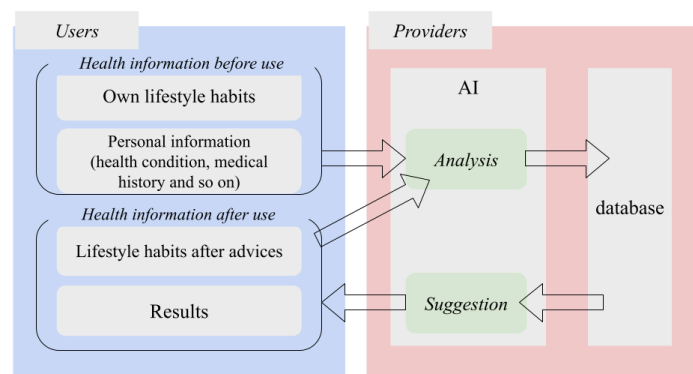 Users
Health information before use
Own lifestyle habits
Personal information
(health condition, medical
history and so on)
Health information after use
Lifestyle habits after advices
Results
Providers
AI
Analysis
Suggestion
database